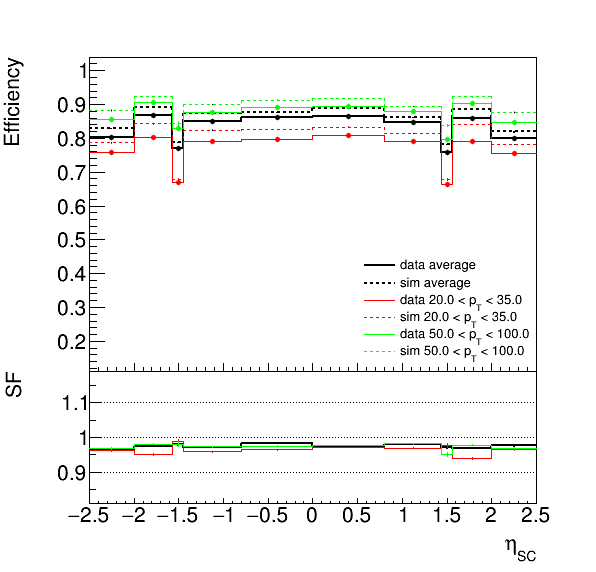 Efficiency
1
0.9
0.8
0.7
0.6
0.5
0.4
0.3
0.2
data average
sim average
data 20.0 < p_T < 35.0
sim 20.0 < p_T < 35.0
data 50.0 < p_T < 100.0
sim 50.0 < p_T < 100.0
SF
1.1
1
0.9
−2.5 −2 −1.5 −1 −0.5 0 0.5 1 1.5 2 2.5
η_SC